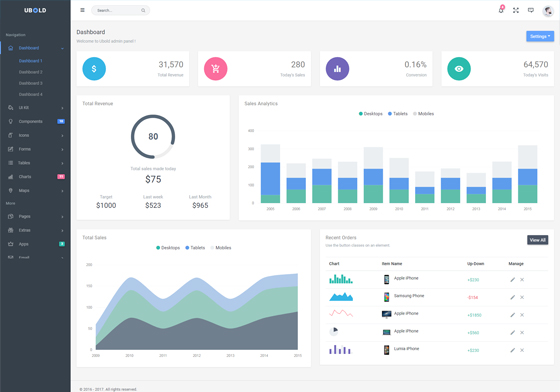 UBOLD
Search...
Navigation
Dashboard
Dashboard 1
Dashboard 2
Dashboard 3
Dashboard 4
UI Kit
Components
Icons
Forms
Tables
Charts
Maps
More
Pages
Extras
Apps
Email
Dashboard
Welcome to Ubold admin panel !
Settings
$
31,570
Total Revenue
280
Today's Sales
0.16%
Conversion
64,570
Today's Visits
Total Revenue
80
Total sales made today
$75
Target
$1000
Last week
$523
Last Month
$965
Sales Analytics
Desktops Tablets Mobiles
400
300
200
100
0
2005 2006 2007 2008 2009 2010 2011 2012 2013 2014 2015
Total Sales
Desktops Tablets Mobiles
200
150
100
50
0
2009 2010 2011 2012 2013 2014 2015
Recent Orders
Use the button classes on an element.
View All
Chart Item Name Up-Down Manage
Apple iPhone +$230
Samsung Phone
Apple iPhone
Apple iPhone
Lumia iPhone +$230
© 2016 - 2017. All rights reserved.